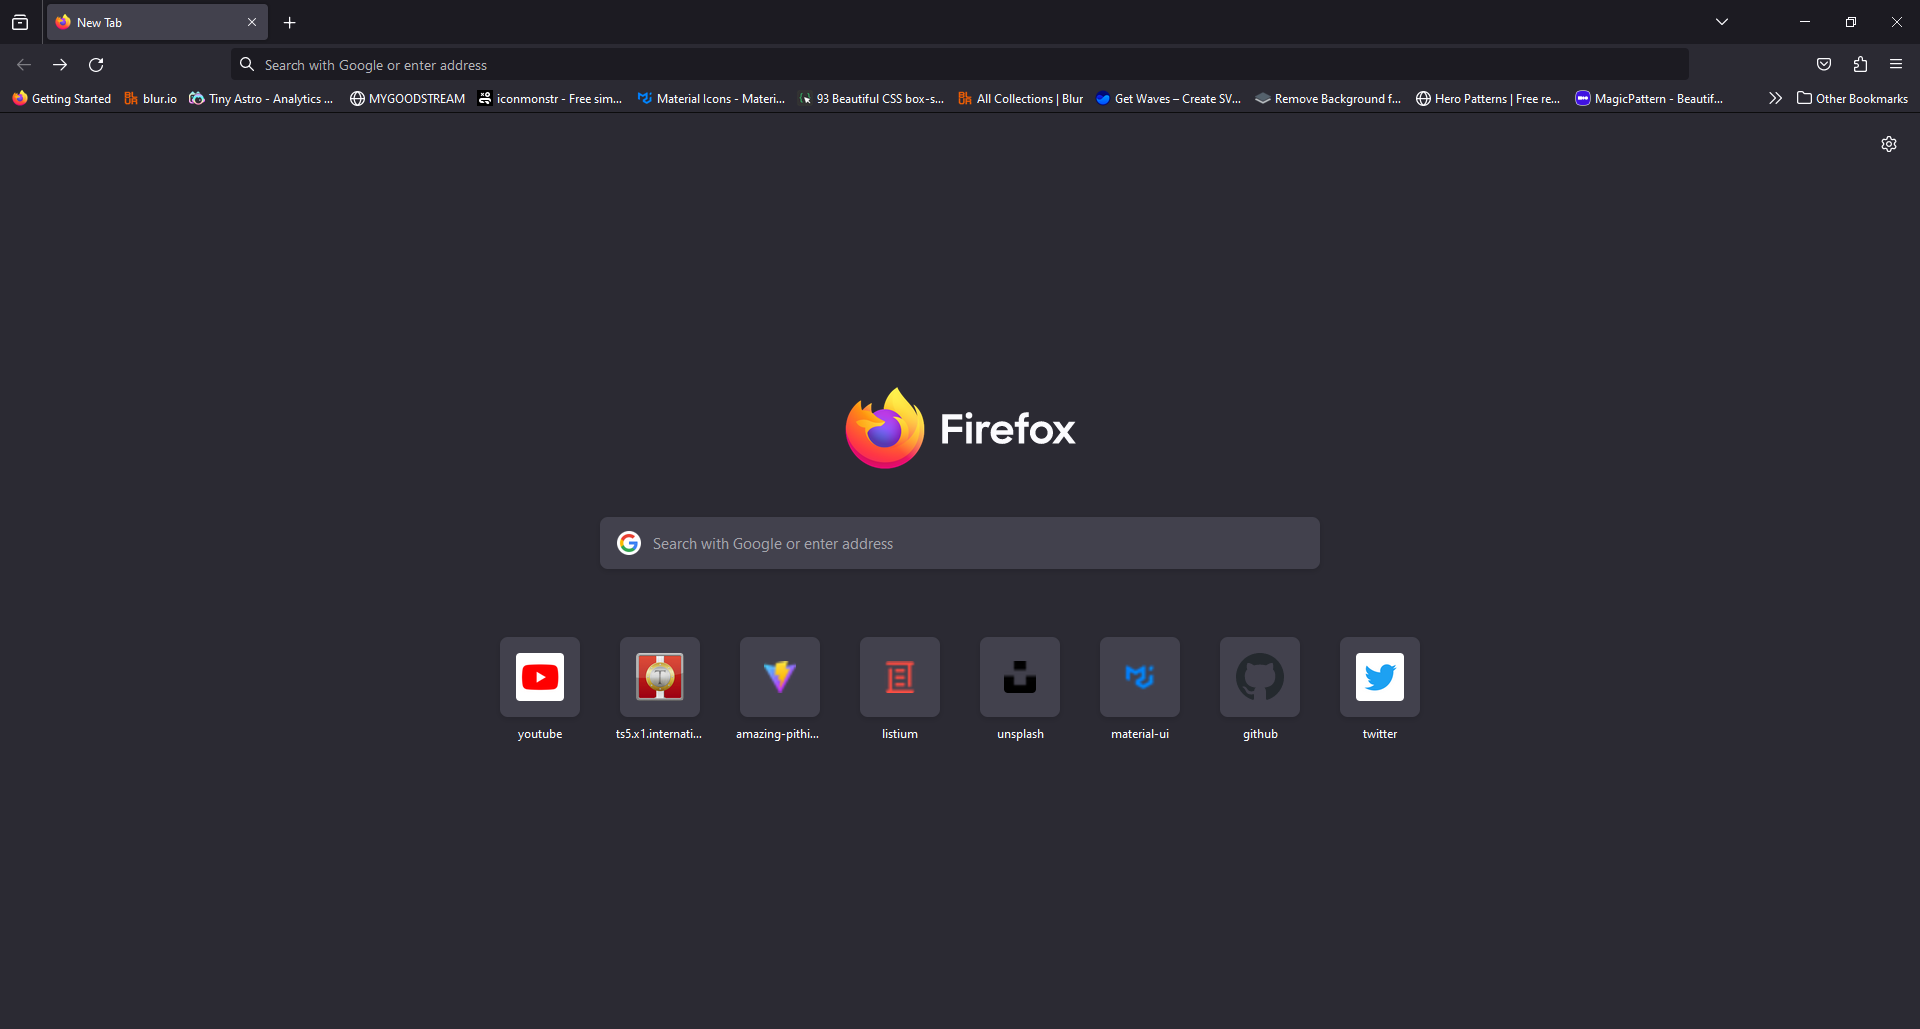 New Tab
Search with Google or enter address
Getting Started blur.io Tiny Astro - Analytics ... MYGOODSTREAM iconmonstr - Free sim... Material Icons - Materi... 93 Beautiful CSS box-s... All Collections | Blur Get Waves – Create SV... Remove Background f... Hero Patterns | Free re... MagicPattern - Beautif... Other Bookmarks
Firefox
Search with Google or enter address
youtube ts5.x1.internati... amazing-pithi... listium unsplash material-ui github twitter